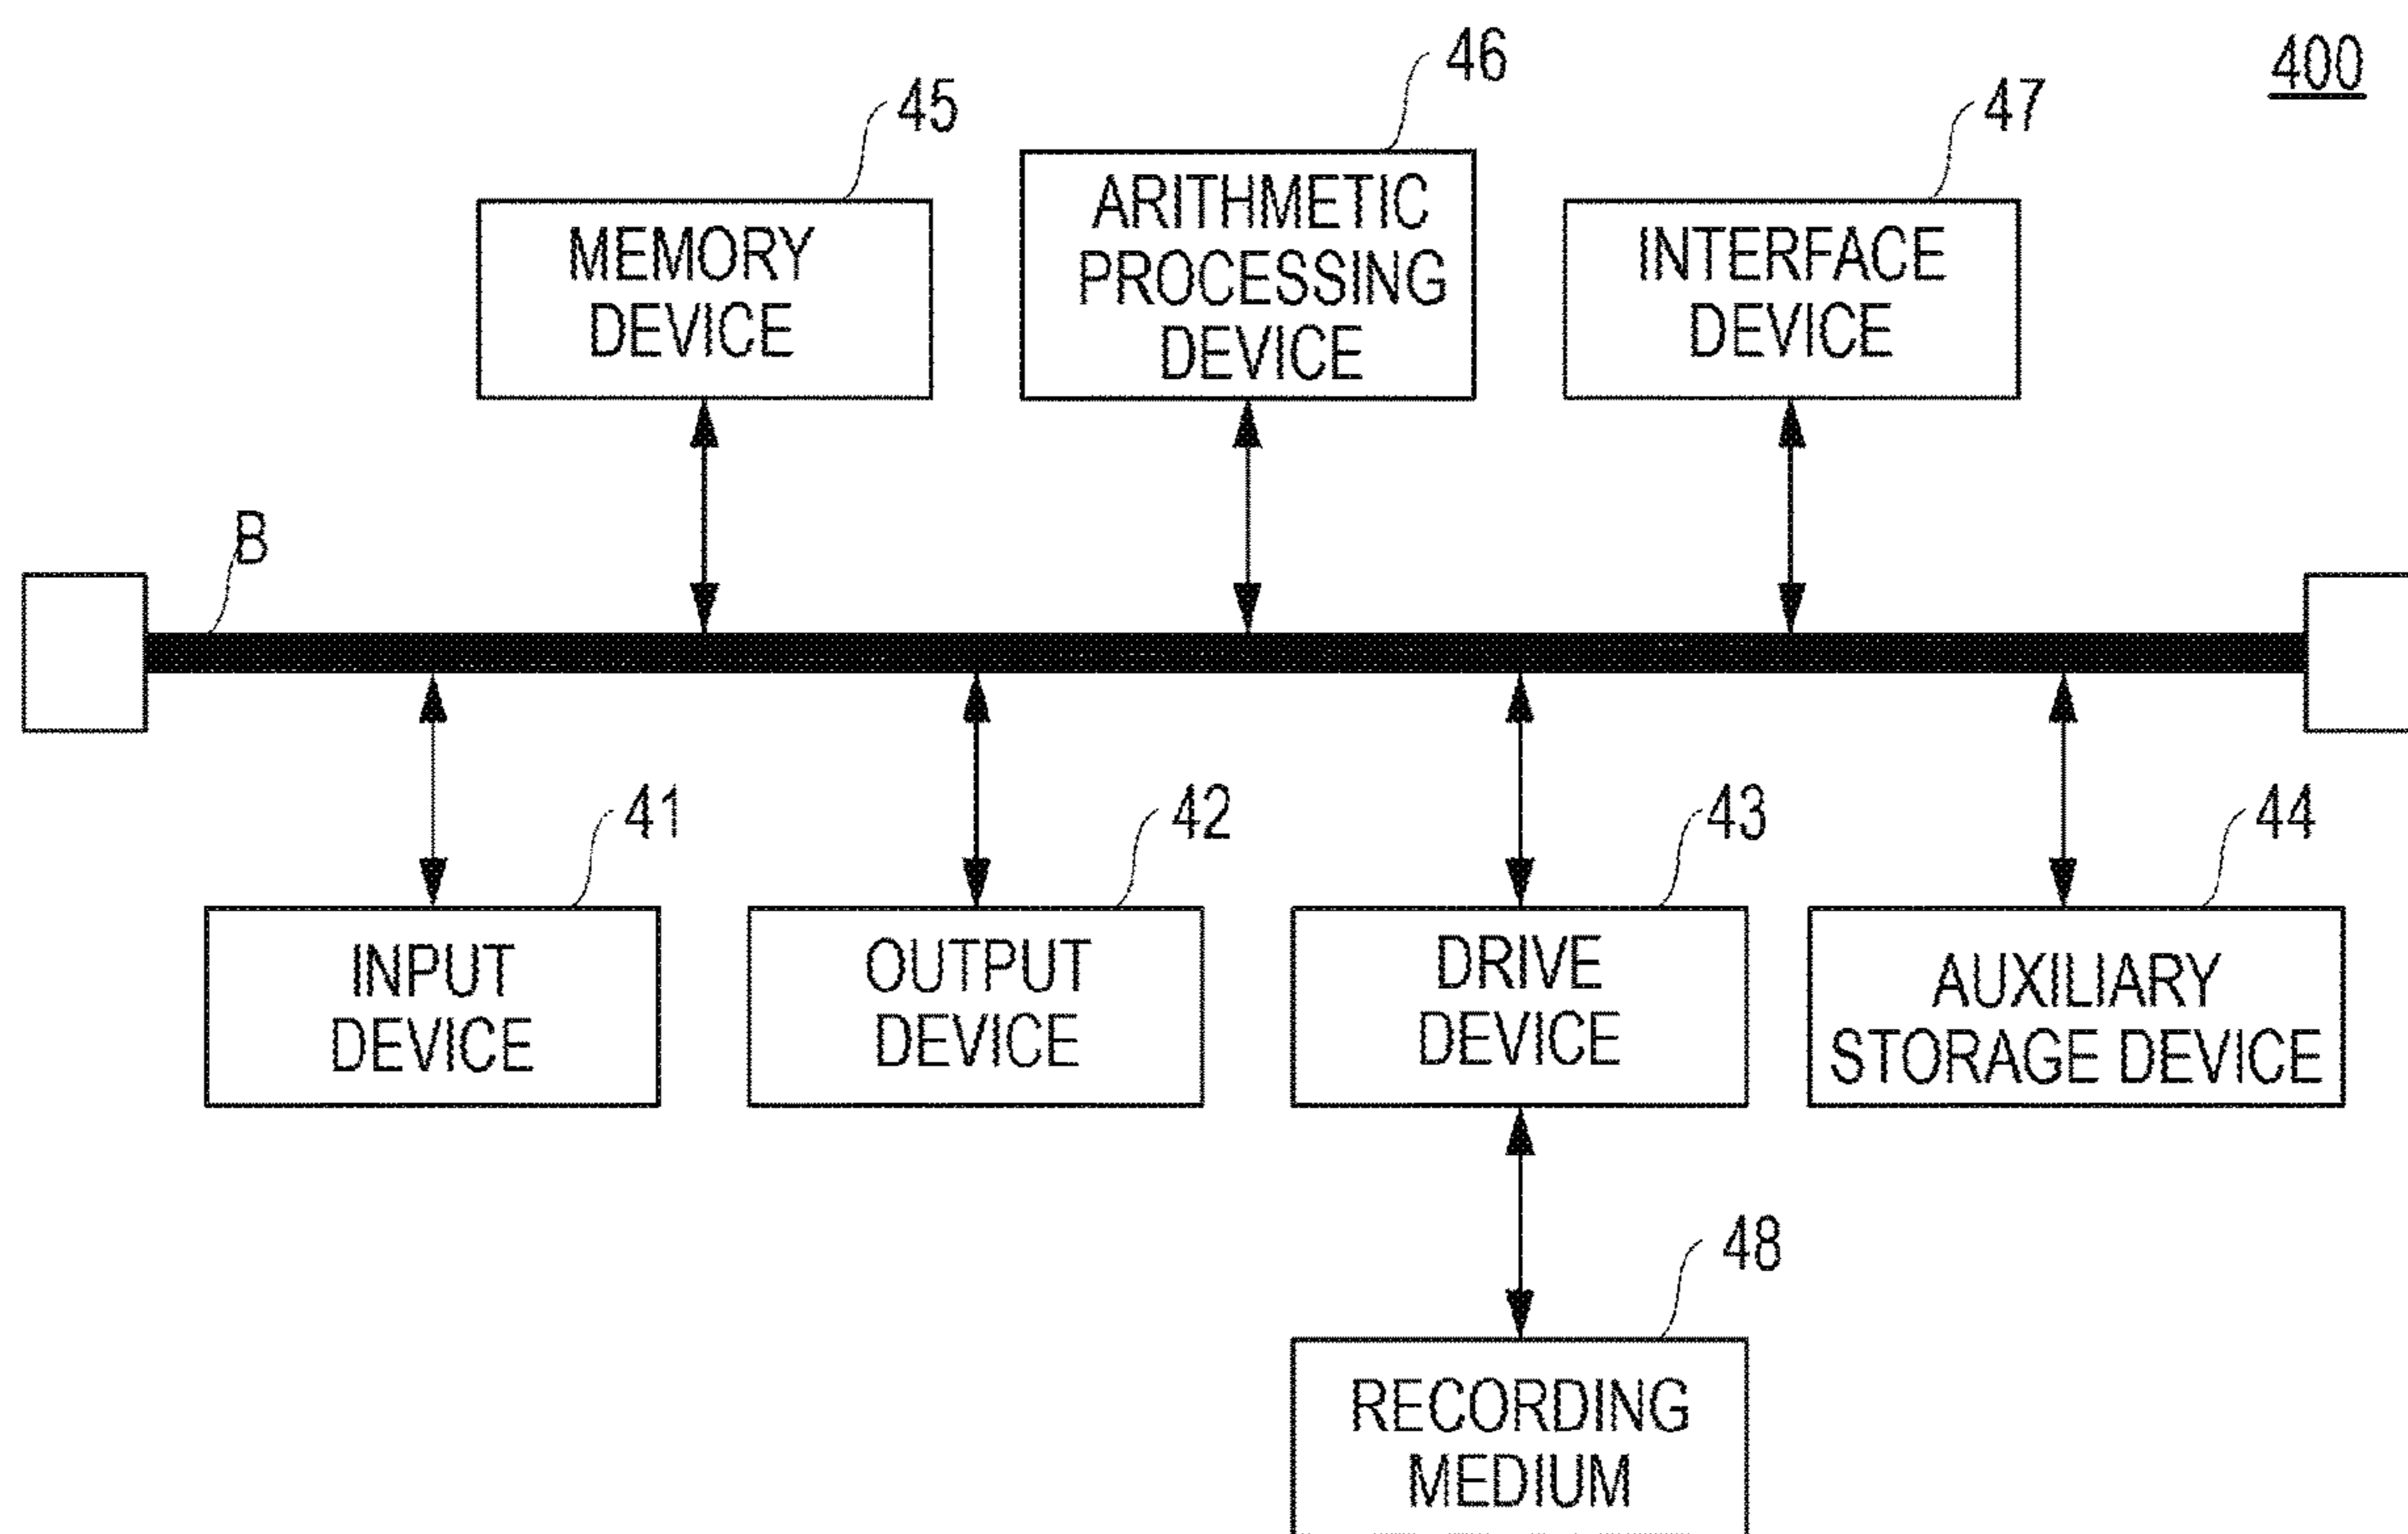 400
46
45
47
ARITHMETIC
PROCESSING
DEVICE
MEMORY
DEVICE
INTERFACE
DEVICE
B
41
42
43
44
INPUT
DEVICE
OUTPUT
DEVICE
DRIVE
DEVICE
AUXILIARY
STORAGE DEVICE
48
RECORDING
MEDIUM